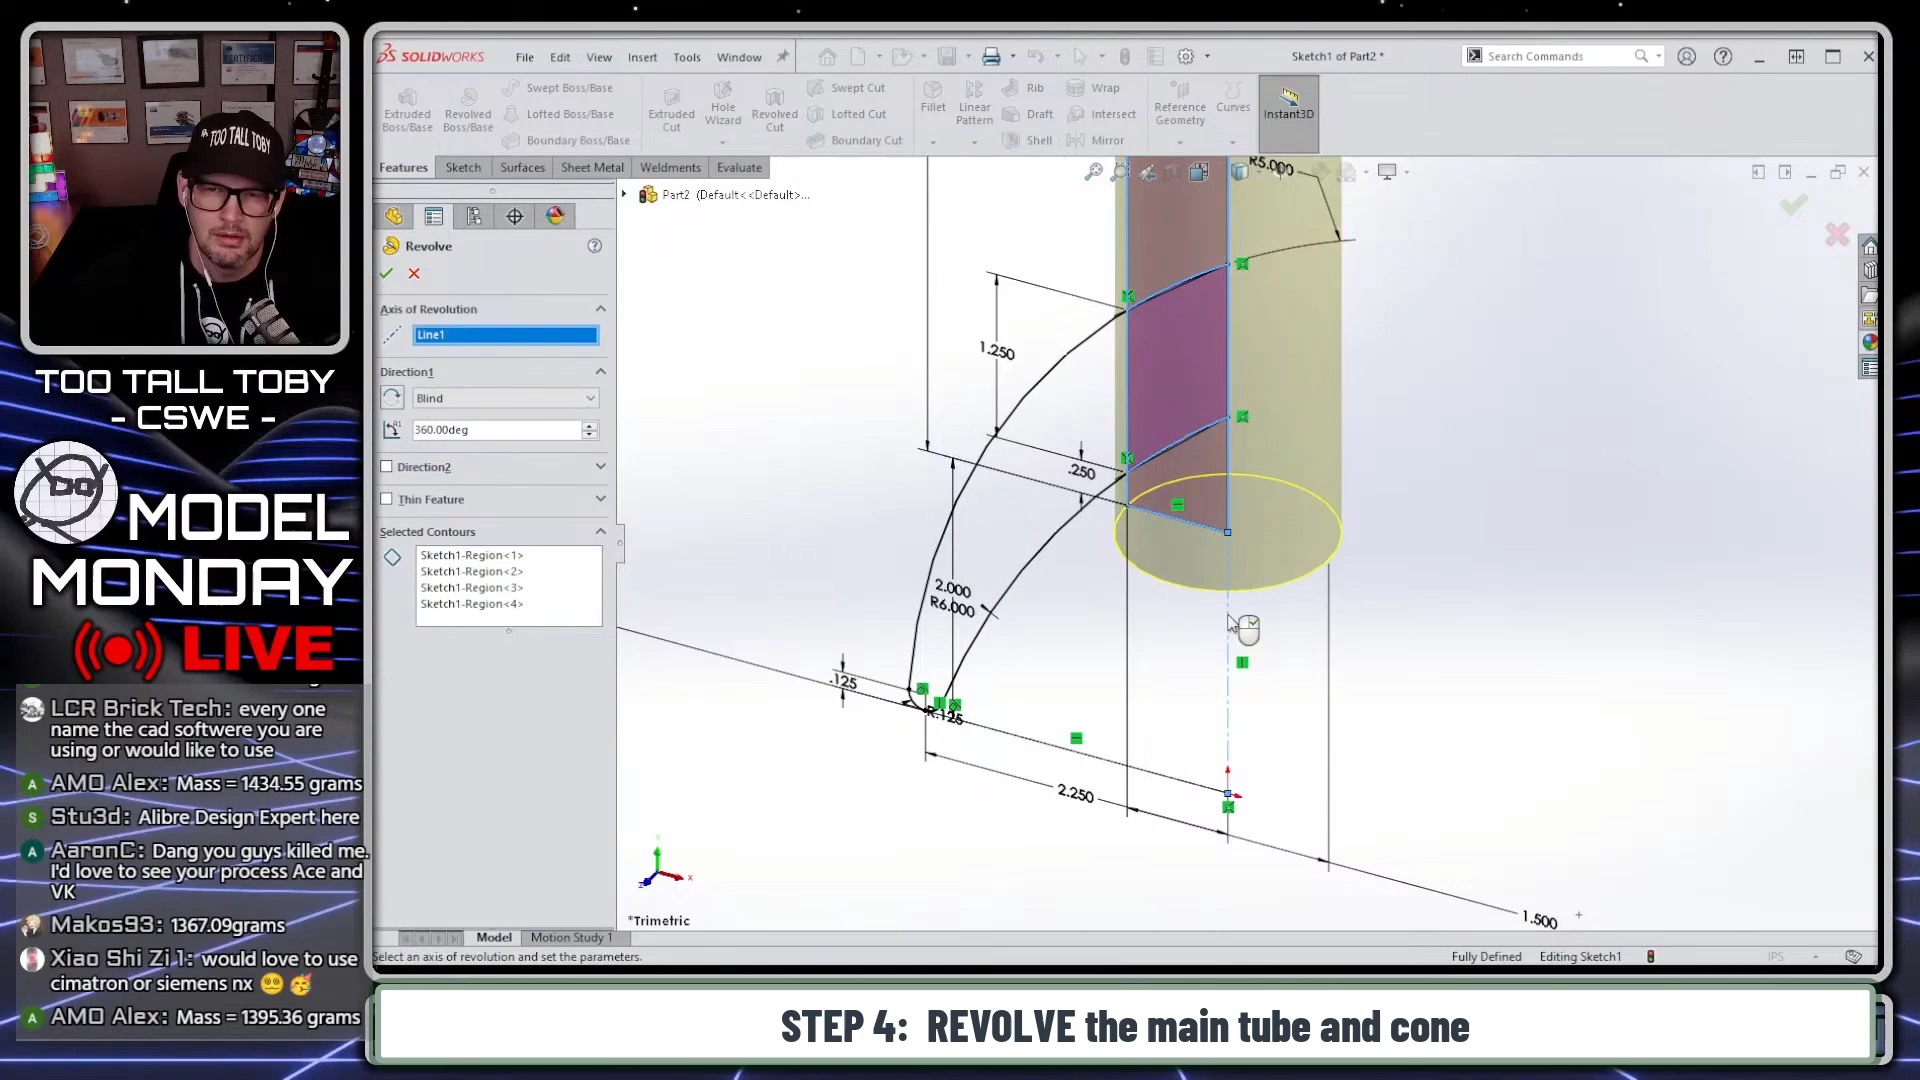 SOLIDWORKS
File Edit View Insert Tools Window
Sketch1 of Part2 *
Search Commands
Extruded Boss/Base
Revolved Boss/Base
Swept Boss/Base
Lofted Boss/Base
Boundary Boss/Base
Extruded Cut
Hole Wizard
Revolved Cut
Swept Cut
Lofted Cut
Boundary Cut
Fillet
Linear Pattern
Rib
Draft
Shell
Wrap
Intersect
Mirror
Reference Geometry
Curves
Instant3D
Features Sketch Surfaces Sheet Metal Weldments Evaluate
Part2 (Default<<Default>...
Revolve
Axis of Revolution
Line1
Direction1
Blind
360.00deg
Direction2
Thin Feature
Selected Contours
Sketch1-Region<1>
Sketch1-Region<2>
Sketch1-Region<3>
Sketch1-Region<4>
R5.000
1.250
.250
2.000
R6.000
.125
R.125
2.250
1.500
x
*Trimetric
Model Motion Study 1
Select an axis of revolution and set the parameters.
Fully Defined Editing Sketch1
IPS
TOO TALL TOBY
TOO TALL TOBY
- CSWE -
MODEL
MONDAY
LIVE
LCR Brick Tech: every one
name the cad softwere you are
using or would like to use
A AMO Alex: Mass = 1434.55 grams
S Stu3d: Alibre Design Expert here
A AaronC: Dang you guys killed me.
I'd love to see your process Ace and
VK
Makos93: 1367.09grams
Xiao Shi Zi 1: would love to use
cimatron or siemens nx
A AMO Alex: Mass = 1395.36 grams
STEP 4: REVOLVE the main tube and cone